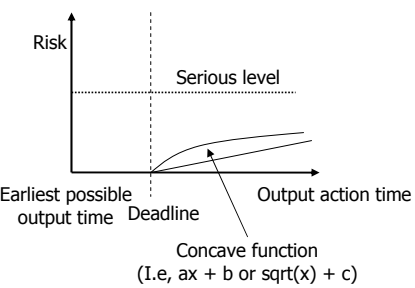 Risk
Serious level
Earliest possible
output time
Deadline
Output action time
Concave function
(I.e, ax + b or sqrt(x) + c)